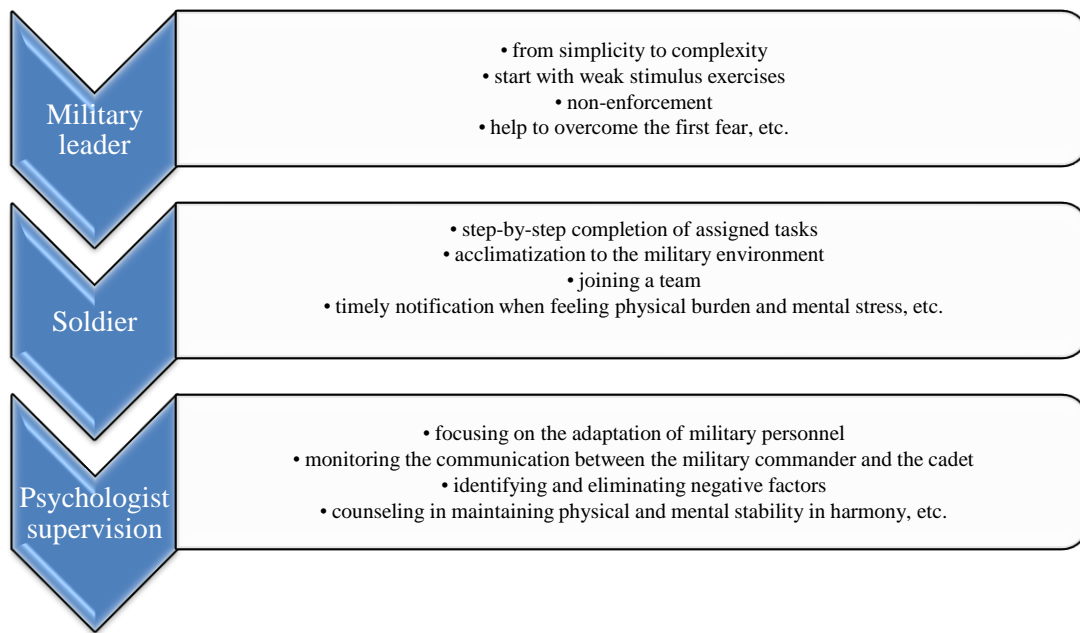 Military
leader
• from simplicity to complexity
• start with weak stimulus exercises
• non-enforcement
• help to overcome the first fear, etc.
Soldier
• step-by-step completion of assigned tasks
• acclimatization to the military environment
• joining a team
• timely notification when feeling physical burden and mental stress, etc.
Psychologist
supervision
• focusing on the adaptation of military personnel
• monitoring the communication between the military commander and the cadet
• identifying and eliminating negative factors
• counseling in maintaining physical and mental stability in harmony, etc.